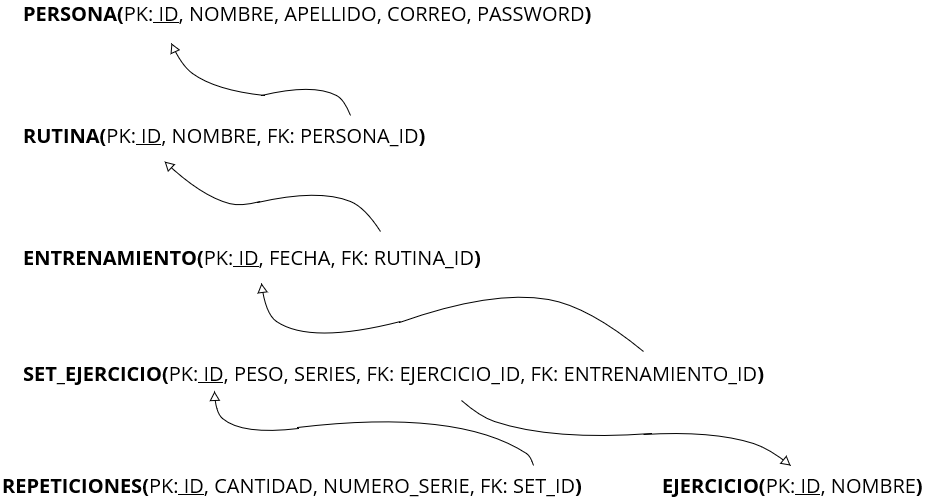 PERSONA(PK: ID, NOMBRE, APELLIDO, CORREO, PASSWORD)
RUTINA(PK: ID, NOMBRE, FK: PERSONA_ID)
ENTRENAMIENTO(PK: ID, FECHA, FK: RUTINA_ID)
SET_EJERCICIO(PK: ID, PESO, SERIES, FK: EJERCICIO_ID, FK: ENTRENAMIENTO_ID)
REPETICIONES(PK: ID, CANTIDAD, NUMERO_SERIE, FK: SET_ID)
EJERCICIO(PK: ID, NOMBRE)